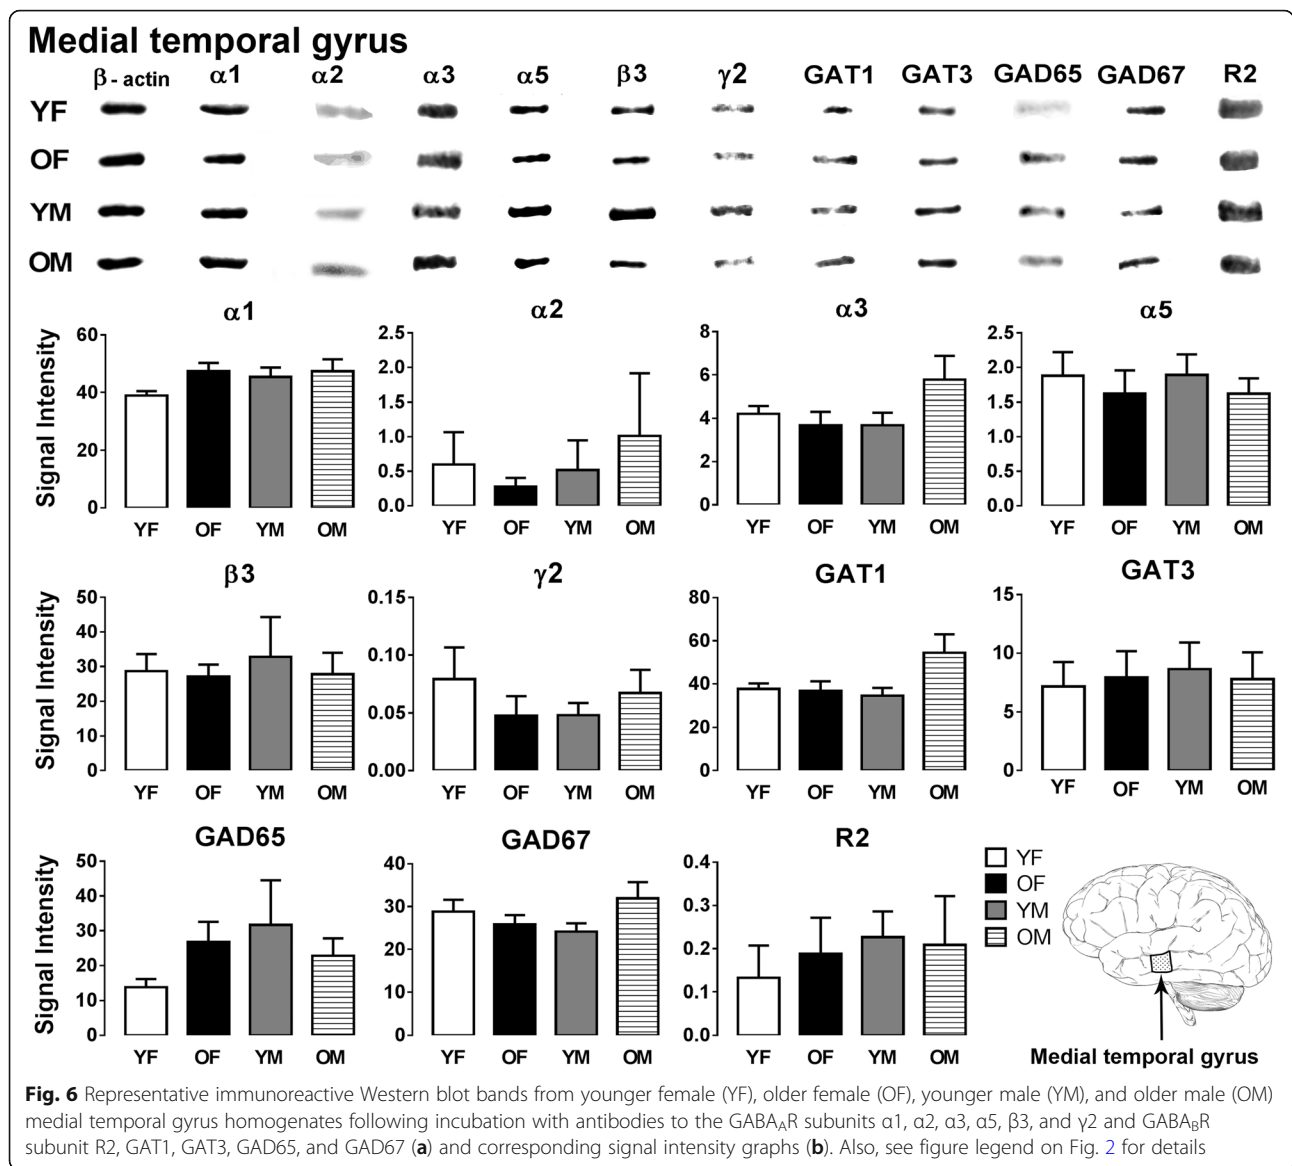 Medial temporal gyrus
β - actin α1 α2 α3 α5 β3 γ2 GAT1 GAT3 GAD65 GAD67 R2
YF
OF
YM
OM
α1 α2 α3 α5
Signal Intensity
60
40
20
0
YF OF YM OM
2.5
2.0
1.5
1.0
0.5
0.0
YF OF YM OM
8
6
4
2
0
YF OF YM OM
2.5
2.0
1.5
1.0
0.5
0.0
YF OF YM OM
β3 γ2 GAT1 GAT3
Signal Intensity
50
40
30
20
10
0
YF OF YM OM
0.15
0.10
0.05
0.00
YF OF YM OM
80
60
40
20
0
YF OF YM OM
15
10
5
0
YF OF YM OM
GAD65 GAD67 R2
Signal Intensity
50
40
30
20
10
0
YF OF YM OM
40
30
20
10
0
YF OF YM OM
0.4
0.3
0.2
0.1
0.0
YF OF YM OM
YF
OF
YM
OM
Medial temporal gyrus
Fig. 6 Representative immunoreactive Western blot bands from younger female (YF), older female (OF), younger male (YM), and older male (OM)
medial temporal gyrus homogenates following incubation with antibodies to the GABAAR subunits α1, α2, α3, α5, β3, and γ2 and GABABR
subunit R2, GAT1, GAT3, GAD65, and GAD67 (a) and corresponding signal intensity graphs (b). Also, see figure legend on Fig. 2 for details